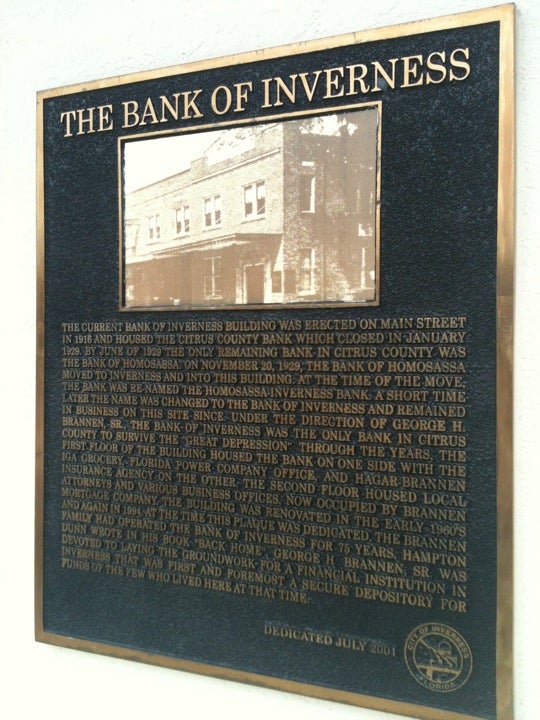 THE BANK OF INVERNESS
THE CURRENT BANK OF INVERNESS BUILDING WAS ERECTED ON MAIN STREET
IN 1916 AND HOUSED THE CITRUS COUNTY BANK WHICH CLOSED IN JANUARY
1929. BY JUNE OF 1929 THE ONLY REMAINING BANK IN CITRUS COUNTY WAS
THE BANK OF HOMOSASSA. ON NOVEMBER 20, 1929, THE BANK OF HOMOSASSA
MOVED TO INVERNESS AND INTO THIS BUILDING. AT THE TIME OF THE MOVE,
THE BANK WAS RE-NAMED THE HOMOSASSA-INVERNESS BANK. A SHORT TIME
LATER THE NAME WAS CHANGED TO THE BANK OF INVERNESS AND REMAINED
IN BUSINESS ON THIS SITE SINCE. UNDER THE DIRECTION OF GEORGE H.
BRANNEN, SR., THE BANK OF INVERNESS WAS THE ONLY BANK IN CITRUS
COUNTY TO SURVIVE THE "GREAT DEPRESSION". THROUGH THE YEARS, THE
FIRST FLOOR OF THE BUILDING HOUSED THE BANK ON ONE SIDE WITH THE
IGA GROCERY, FLORIDA POWER COMPANY OFFICE, AND HAGAR-BRANNEN
INSURANCE AGENCY ON THE OTHER. THE SECOND FLOOR HOUSED LOCAL
ATTORNEYS AND VARIOUS BUSINESS OFFICES. NOW OCCUPIED BY BRANNEN
MORTGAGE COMPANY, THE BUILDING WAS RENOVATED IN THE EARLY 1960'S
AND AGAIN IN 1994. AT THE TIME THIS PLAQUE WAS DEDICATED, THE BRANNEN
FAMILY HAD OPERATED THE BANK OF INVERNESS FOR 75 YEARS. HAMPTON
DUNN WROTE IN HIS BOOK "BACK HOME", GEORGE H. BRANNEN, SR. WAS
DEVOTED TO LAYING THE GROUNDWORK FOR A FINANCIAL INSTITUTION IN
INVERNESS THAT WAS FIRST AND FOREMOST A SECURE DEPOSITORY FOR
FUNDS OF THE FEW WHO LIVED HERE AT THAT TIME.
DEDICATED JULY 2001
CITY OF INVERNESS
FLORIDA